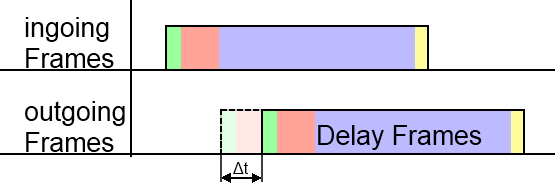 ingoing
Frames
outgoing
Frames
Delay Frames
Δt